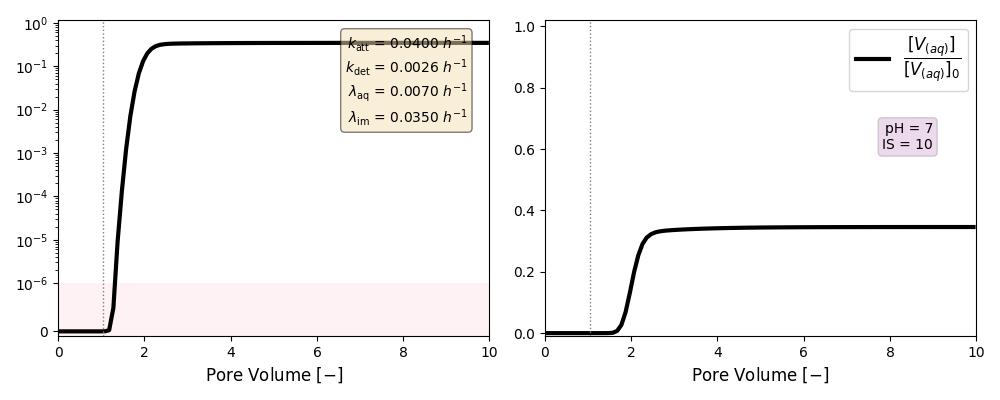 10^0
10^-1
10^-2
10^-3
10^-4
10^-5
10^-6
0
k_att = 0.0400 h^-1
k_det = 0.0026 h^-1
λ_aq = 0.0070 h^-1
λ_im = 0.0350 h^-1
0 2 4 6 8 10
Pore Volume [−]
1.0
0.8
0.6
0.4
0.2
0.0
[V_(aq)]
[V_(aq)]_0
pH = 7
IS = 10
0 2 4 6 8 10
Pore Volume [−]